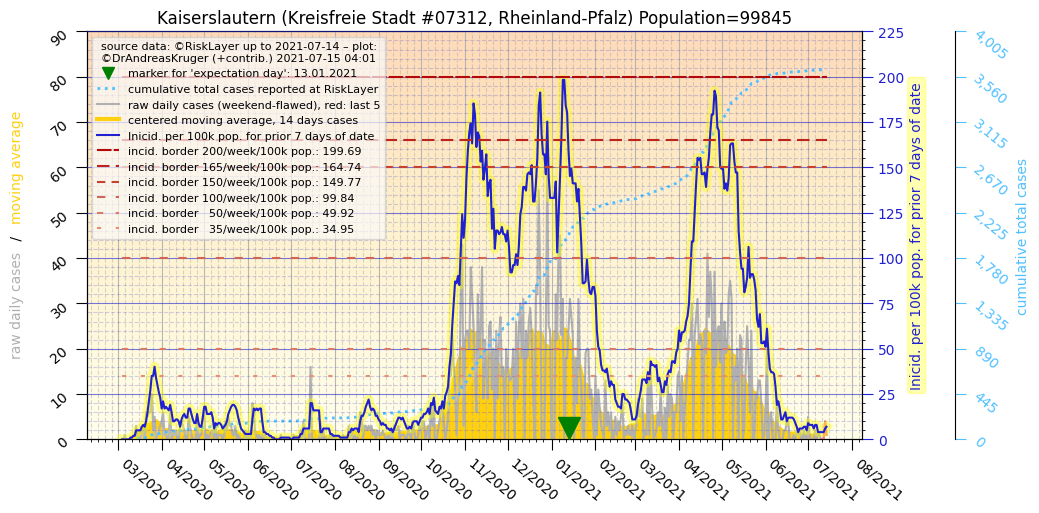 Kaiserslautern (Kreisfreie Stadt #07312, Rheinland-Pfalz) Population=99845
source data: ©RiskLayer up to 2021-07-14 – plot:
©DrAndreasKruger (+contrib.) 2021-07-15 04:01
marker for 'expectation day': 13.01.2021
cumulative total cases reported at RiskLayer
raw daily cases (weekend-flawed), red: last 5
centered moving average, 14 days cases
Inicid. per 100k pop. for prior 7 days of date
incid. border 200/week/100k pop.: 199.69
incid. border 165/week/100k pop.: 164.74
incid. border 150/week/100k pop.: 149.77
incid. border 100/week/100k pop.: 99.84
incid. border 50/week/100k pop.: 49.92
incid. border 35/week/100k pop.: 34.95
raw daily cases / moving average
90
80
70
60
50
40
30
20
10
0
225
200
175
150
125
100
75
50
25
0
Inicid. per 100k pop. for prior 7 days of date
4,005
3,560
3,115
2,670
2,225
1,780
1,335
890
445
0
cumulative total cases
03/2020
04/2020
05/2020
06/2020
07/2020
08/2020
09/2020
10/2020
11/2020
12/2020
01/2021
02/2021
03/2021
04/2021
05/2021
06/2021
07/2021
08/2021